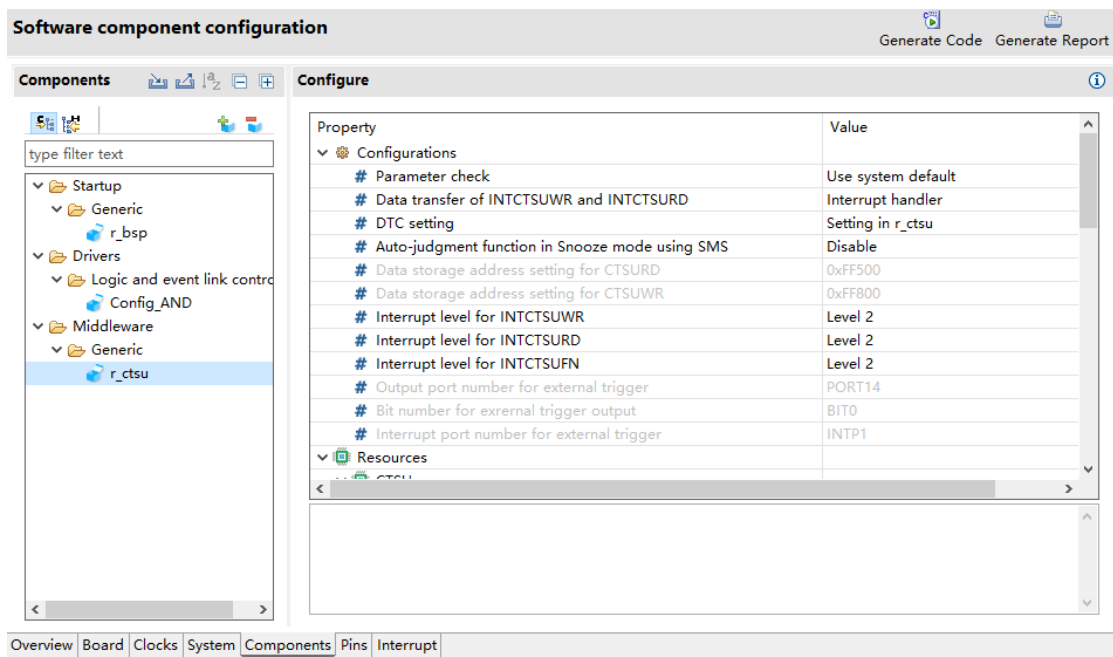 Software component configuration
Generate Code Generate Report
Components
Configure
type filter text
Startup
Generic
r_bsp
Drivers
Logic and event link contro
Config_AND
Middleware
Generic
r_ctsu
Property Value
Configurations
# Parameter check Use system default
# Data transfer of INTCTSUWR and INTCTSURD Interrupt handler
# DTC setting Setting in r_ctsu
# Auto-judgment function in Snooze mode using SMS Disable
# Data storage address setting for CTSURD 0xFF500
# Data storage address setting for CTSUWR 0xFF800
# Interrupt level for INTCTSUWR Level 2
# Interrupt level for INTCTSURD Level 2
# Interrupt level for INTCTSUFN Level 2
# Output port number for external trigger PORT14
# Bit number for exrernal trigger output BIT0
# Interrupt port number for external trigger INTP1
Resources
CTSU
Overview Board Clocks System Components Pins Interrupt